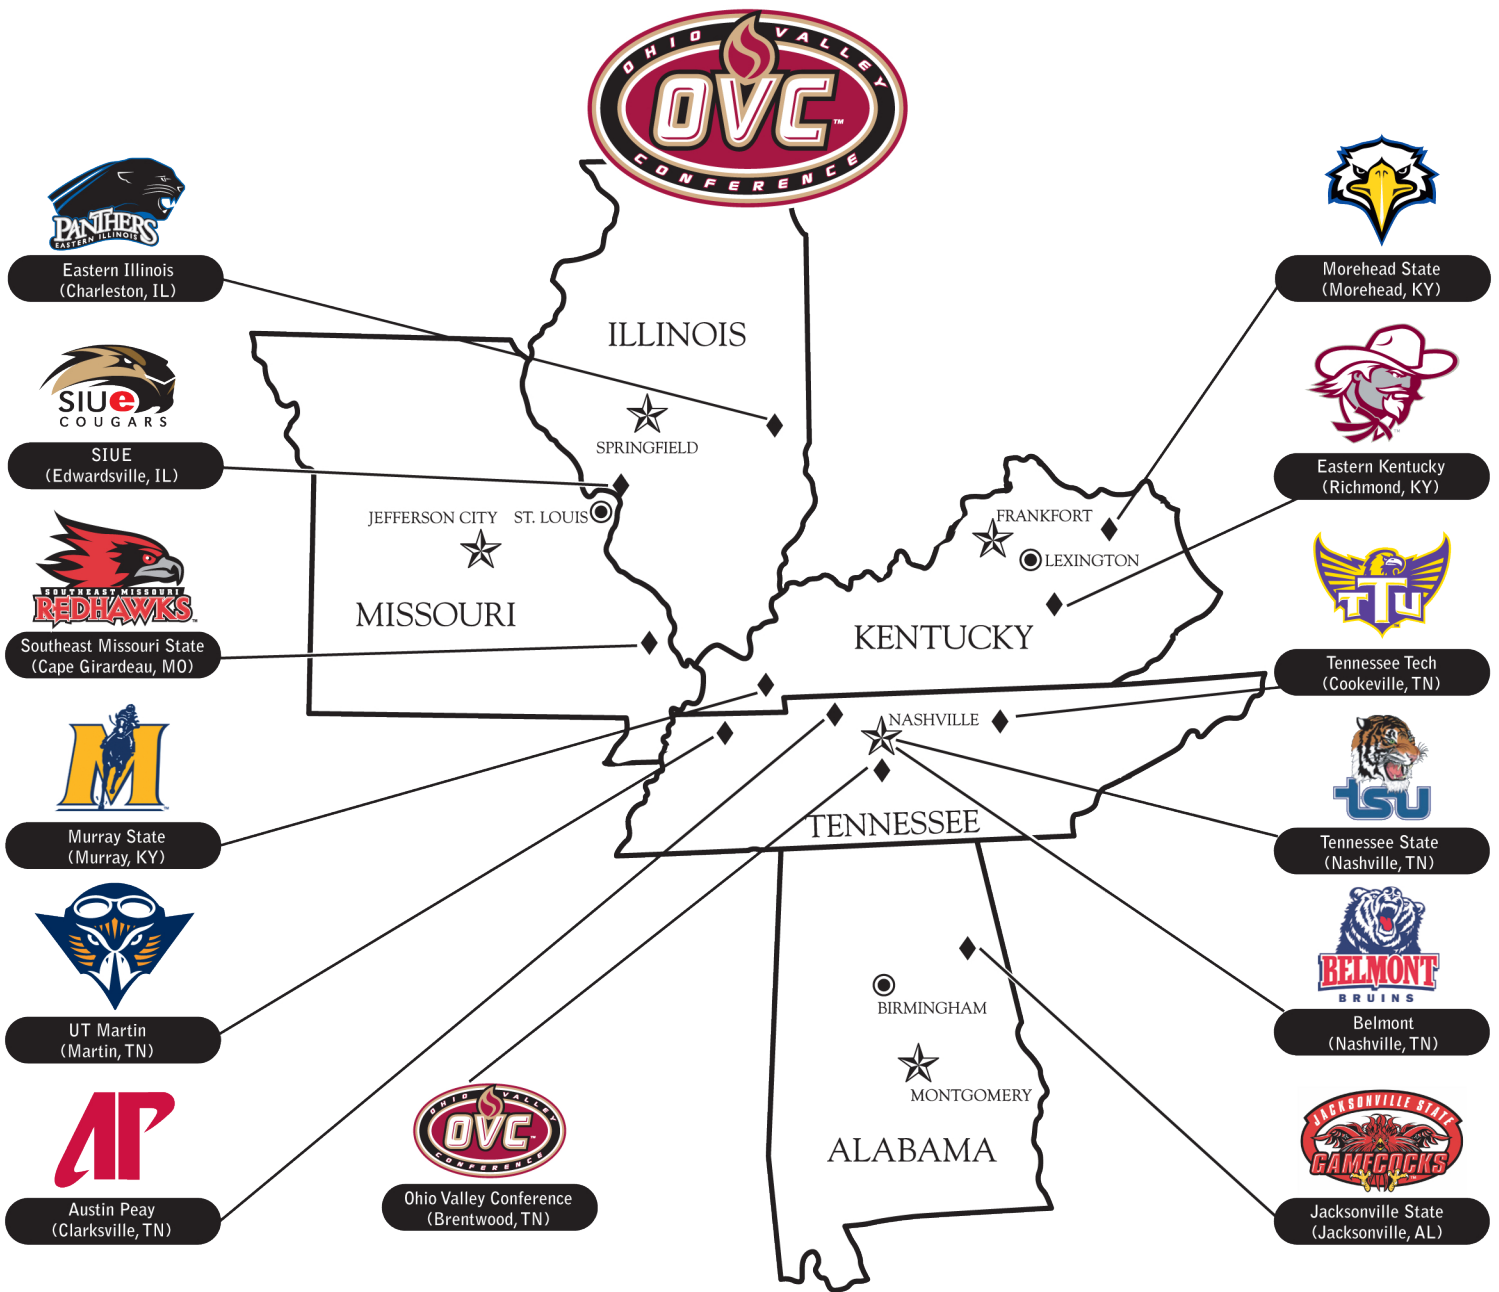 OHIO VALLEY
OVC™
CONFERENCE
PANTHERS
EASTERN ILLINOIS
Eastern Illinois
(Charleston, IL)
SIUe
COUGARS
SIUE
(Edwardsville, IL)
SOUTHEAST MISSOURI
REDHAWKS
Southeast Missouri State
(Cape Girardeau, MO)
M
Murray State
(Murray, KY)
UT Martin
(Martin, TN)
AP
Austin Peay
(Clarksville, TN)
ILLINOIS
SPRINGFIELD
JEFFERSON CITY
ST. LOUIS
MISSOURI
FRANKFORT
LEXINGTON
KENTUCKY
NASHVILLE
TENNESSEE
BIRMINGHAM
MONTGOMERY
ALABAMA
OHIO VALLEY
OVC
CONFERENCE
Ohio Valley Conference
(Brentwood, TN)
Morehead State
(Morehead, KY)
Eastern Kentucky
(Richmond, KY)
TTU
Tennessee Tech
(Cookeville, TN)
tsu
Tennessee State
(Nashville, TN)
BELMONT
BRUINS
Belmont
(Nashville, TN)
JACKSONVILLE STATE
GAMECOCKS
Jacksonville State
(Jacksonville, AL)